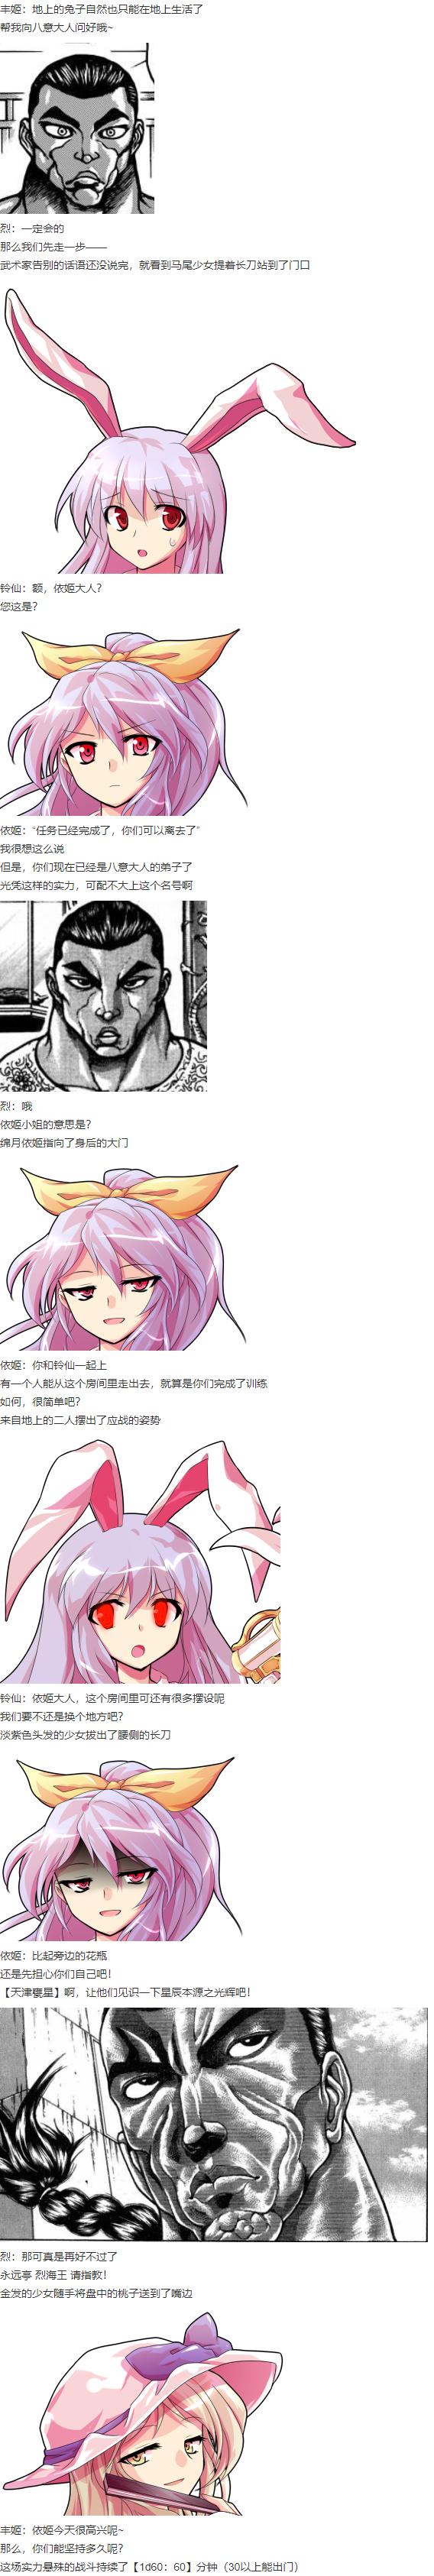 丰姬：地上的兔子自然也只能在地上生活了
帮我向八意大人问好哦~
烈：一定会的
那么我们先走一步——
武术家告别的话语还没说完，就看到马尾少女提着长刀站到了门口
铃仙：额，依姬大人？
您这是？
依姬：“任务已经完成了，你们可以离去了”
我很想这么说
但是，你们现在已经是八意大人的弟子了
光凭这样的实力，可配不大上这个名号啊
烈：哦
依姬小姐的意思是？
绵月依姬指向了身后的大门
依姬：你和铃仙一起上
有一个人能从这个房间里走出去，就算是你们完成了训练
如何，很简单吧？
来自地上的二人摆出了应战的姿势
铃仙：依姬大人，这个房间里可还有很多摆设呢
我们要不还是换个地方吧？
淡紫色头发的少女拔出了腰侧的长刀
依姬：比起旁边的花瓶
还是先担心你们自己吧！
【天津甕星】啊，让他们见识一下星辰本源之光辉吧！
烈：那可真是再好不过了
永远亭 烈海王 请指教！
金发的少女随手将盘中的桃子送到了嘴边
丰姬：依姬今天很高兴呢~
那么，你们能坚持多久呢？
这场实力悬殊的战斗持续了【1d60：60】分钟（30以上能出门）